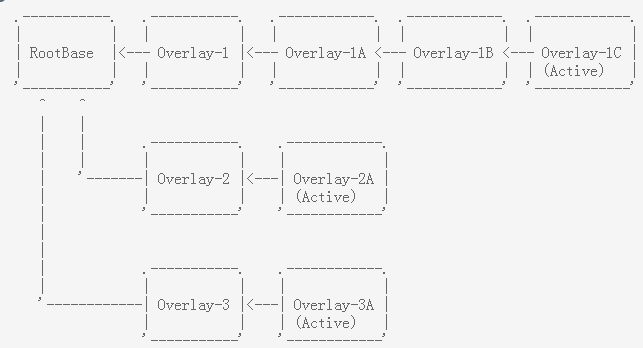 RootBase <--- Overlay-1 <--- Overlay-1A <--- Overlay-1B <--- Overlay-1C
(Active)
Overlay-2 <--- Overlay-2A
(Active)
Overlay-3 <--- Overlay-3A
(Active)